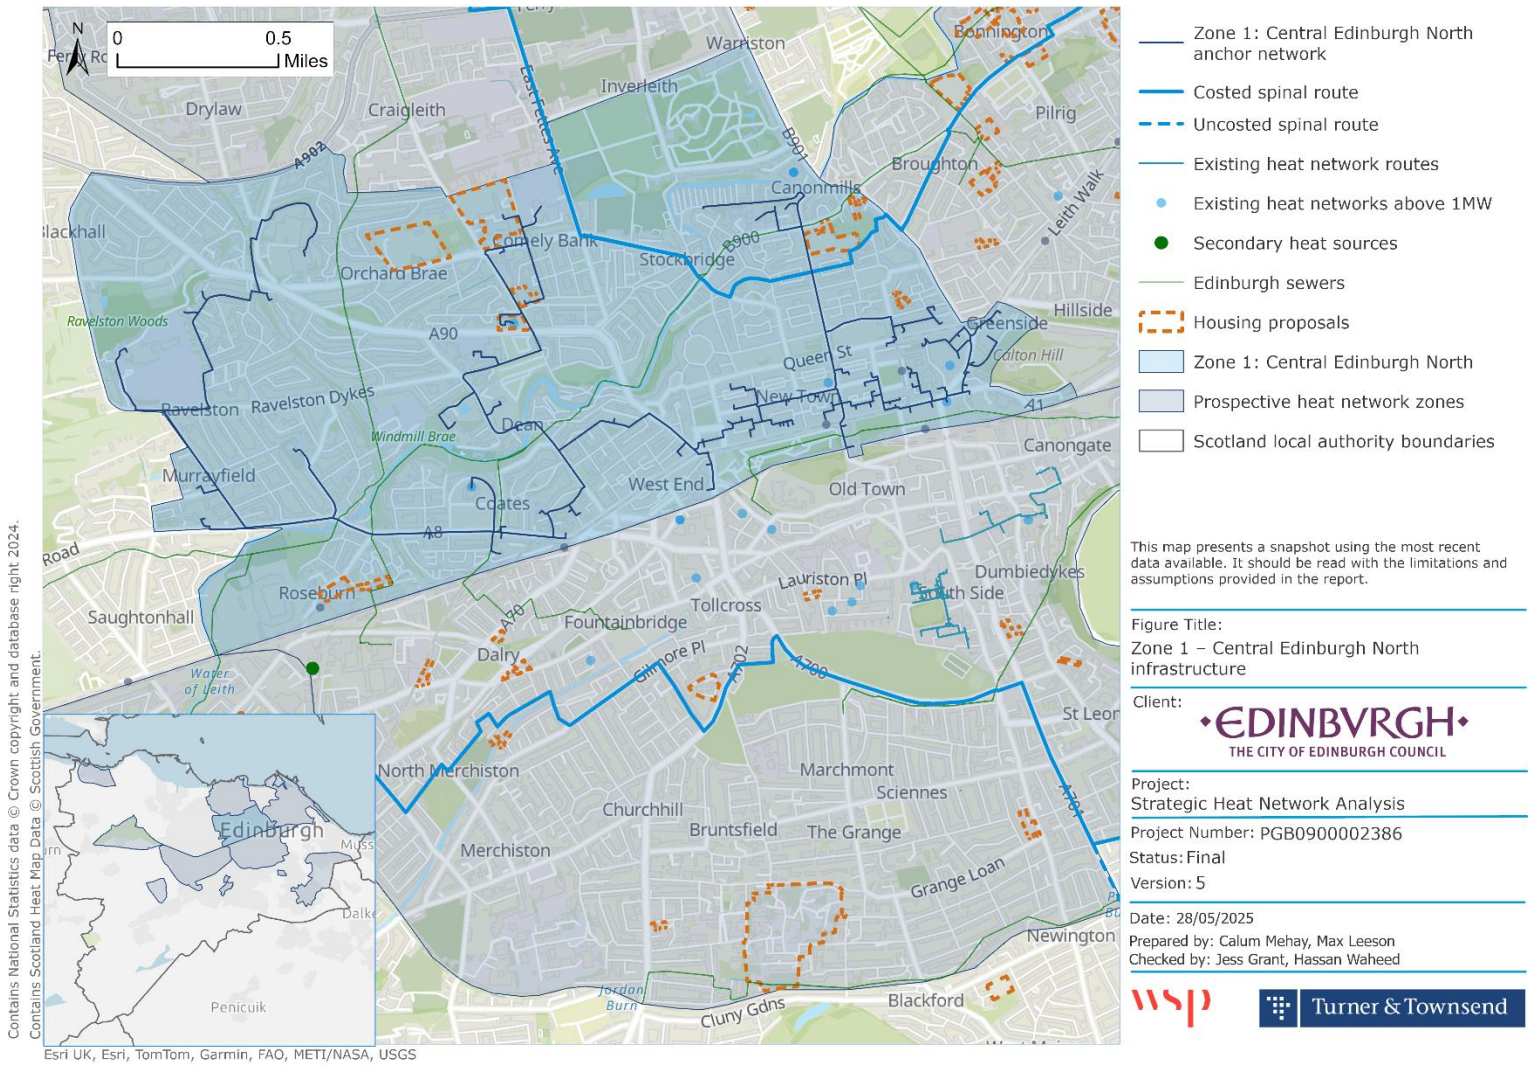 N
0 0.5
Miles
Ferry
Warriston
Bonnington
Ferry Rd
Drylaw
Craigleith
Inverleith
East Fettes Ave
Pilrig
B901
A902
Broughton
Canonmills
Leith Walk
Blackhall
Comely Bank
B900
Stockbridge
Orchard Brae
Ravelston Woods
A90
Hillside
Greenside
Calton Hill
Queen St
New Town
Ravelston
Ravelston Dykes
A1
Dean
Windmill Brae
Canongate
Murrayfield
West End
Old Town
Coates
A8
Road
Roseburn
Lauriston Pl
Dumbiedykes
South Side
Saughtonhall
Tollcross
A70
Fountainbridge
Dalry
Gilmore Pl
A702
A700
Water
of Leith
St Leor
North Merchiston
Marchmont
Sciennes
A701
Churchhill
Bruntsfield
The Grange
Merchiston
Grange Loan
Newington
Jordan
Burn
Cluny Gdns
Blackford
Edinburgh
Muss
Dalke
Penicuik
Contains National Statistics data © Crown copyright and database right 2024.
Contains Scotland Heat Map Data © Scottish Government.
Esri UK, Esri, TomTom, Garmin, FAO, METI/NASA, USGS
Zone 1: Central Edinburgh North
anchor network
Costed spinal route
Uncosted spinal route
Existing heat network routes
Existing heat networks above 1MW
Secondary heat sources
Edinburgh sewers
Housing proposals
Zone 1: Central Edinburgh North
Prospective heat network zones
Scotland local authority boundaries
This map presents a snapshot using the most recent
data available. It should be read with the limitations and
assumptions provided in the report.
Figure Title:
Zone 1 – Central Edinburgh North
infrastructure
Client:
•EDINBVRGH•
THE CITY OF EDINBURGH COUNCIL
Project:
Strategic Heat Network Analysis
Project Number: PGB0900002386
Status: Final
Version: 5
Date: 28/05/2025
Prepared by: Calum Mehay, Max Leeson
Checked by: Jess Grant, Hassan Waheed
wsp
Turner & Townsend